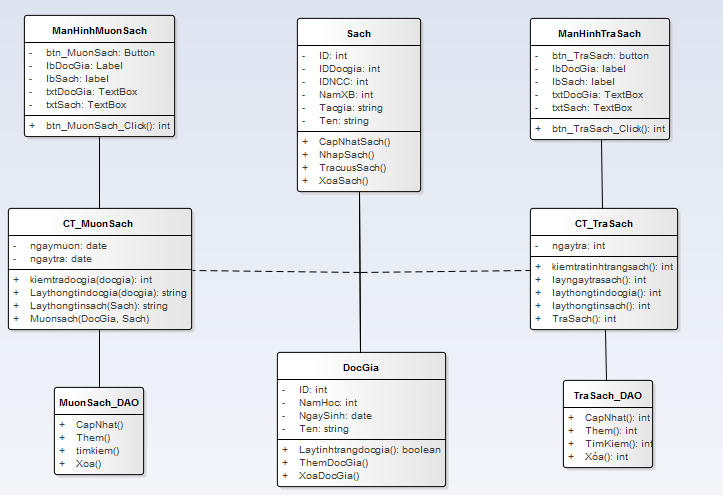 ManHinhMuonSach
- btn_MuonSach: Button
- lbDocGia: Label
- lbSach: label
- txtDocGia: TextBox
- txtSach: TextBox
+ btn_MuonSach_Click(): int
Sach
- ID: int
- IDDocgia: int
- IDNCC: int
- NamXB: int
- Tacgia: string
- Ten: string
+ CapNhatSach()
+ NhapSach()
+ TracuusSach()
+ XoaSach()
ManHinhTraSach
- btn_TraSach: button
- lbDocGia: label
- lbSach: label
- txtDocGia: TextBox
- txtSach: TextBox
+ btn_TraSach_Click(): int
CT_MuonSach
- ngaymuon: date
- ngaytra: date
+ kiemtradocgia(docgia): int
+ Laythongtindocgia(docgia): string
+ Laythongtinsach(Sach): string
+ Muonsach(DocGia, Sach)
CT_TraSach
- ngaytra: int
+ kiemtratinhtrangsach(): int
+ layngaytrasach(): int
+ laythongtindocgia(): int
+ laythongtinsach(): int
+ TraSach(): int
MuonSach_DAO
+ CapNhat()
+ Them()
+ timkiem()
+ Xoa()
DocGia
- ID: int
- NamHoc: int
- NgaySinh: date
- Ten: string
+ Laytinhtrangdocgia(): boolean
+ ThemDocGia()
+ XoaDocGia()
TraSach_DAO
+ CapNhat(): int
+ Them(): int
+ TimKiem(): int
+ Xóa(): int